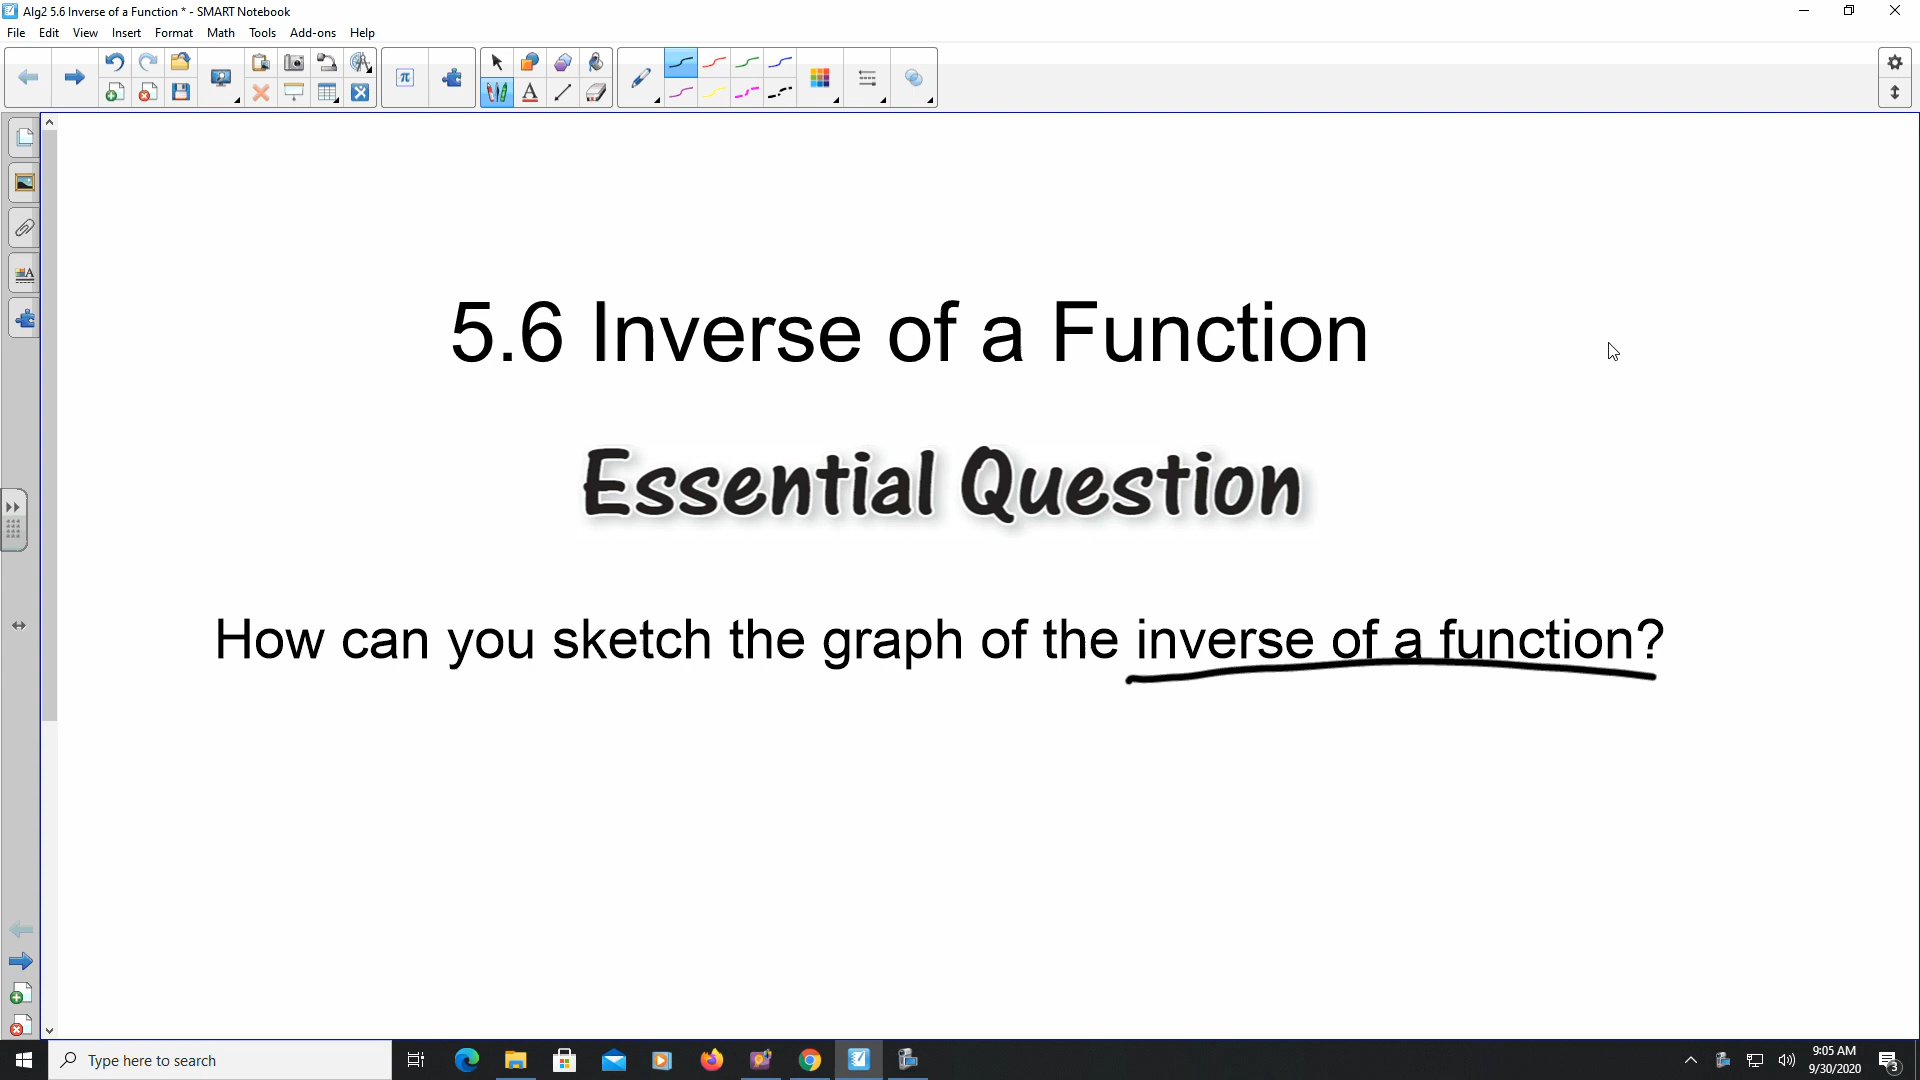 Alg2 5.6 Inverse of a Function * - SMART Notebook
File Edit View Insert Format Math Tools Add-ons Help
π
A
5.6 Inverse of a Function
Essential Question
How can you sketch the graph of the inverse of a function?
Type here to search
9:05 AM
9/30/2020
3